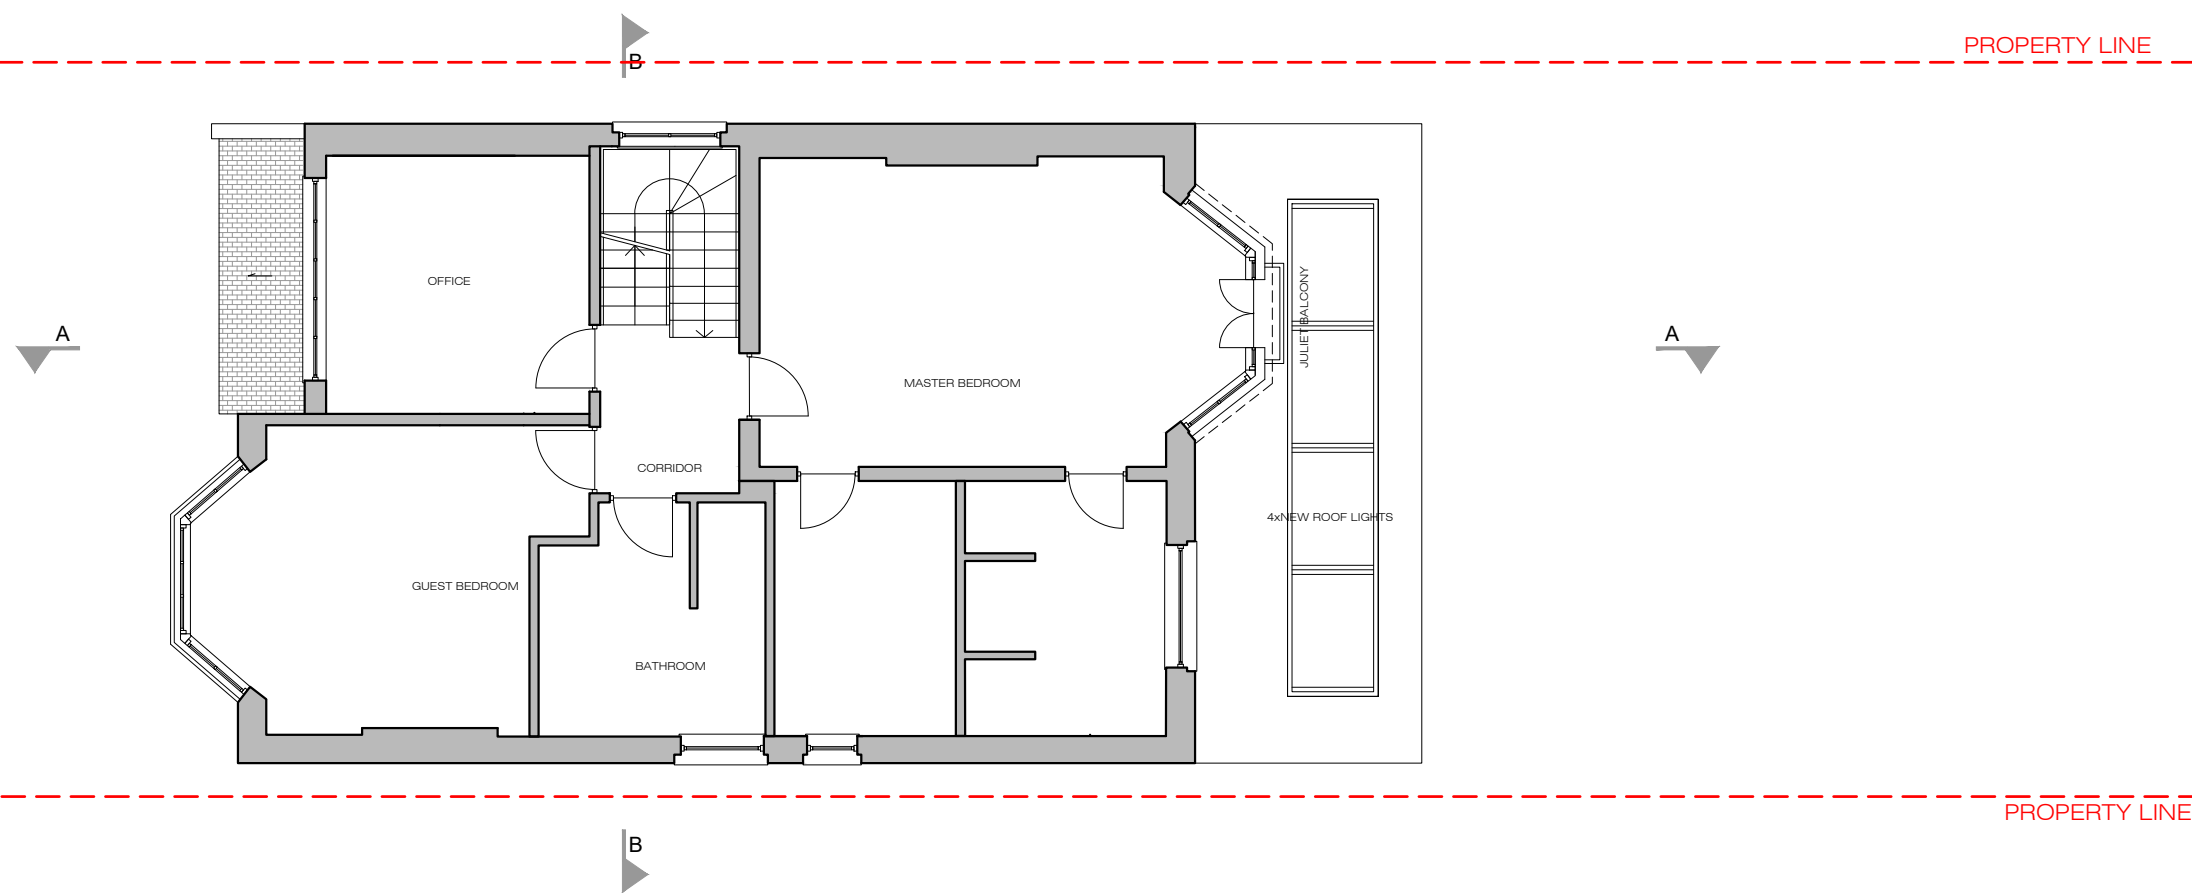 PROPERTY LINE
B
OFFICE
JULIET BALCONY
A
A
MASTER BEDROOM
CORRIDOR
4xNEW ROOF LIGHTS
GUEST BEDROOM
BATHROOM
PROPERTY LINE
B